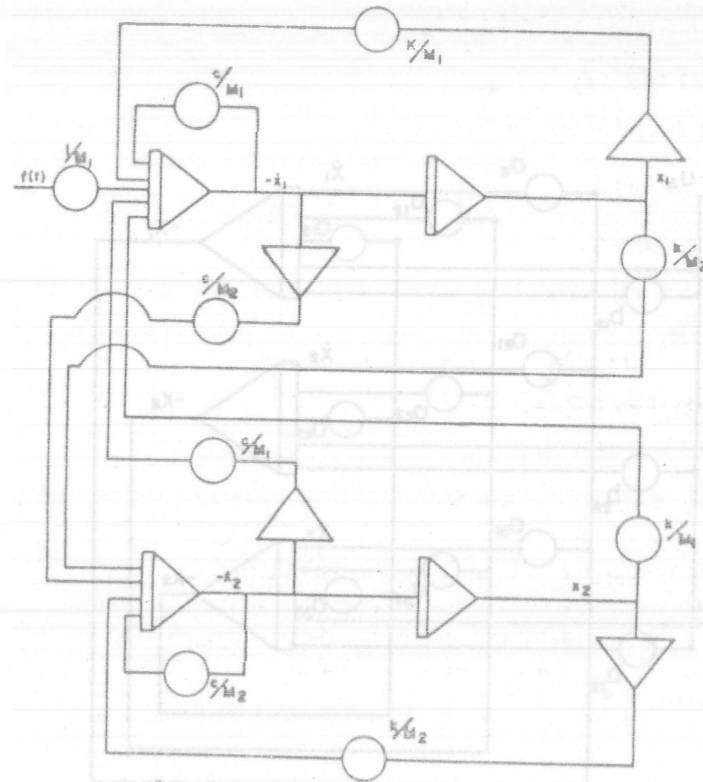 K/M₁
c/M₁
1/M₁
f(t)
-ẋ₁
x₁
K/M₂
c/M₂
c/M₁
K/M₁
-ẋ₂
x₂
c/M₂
k/M₂